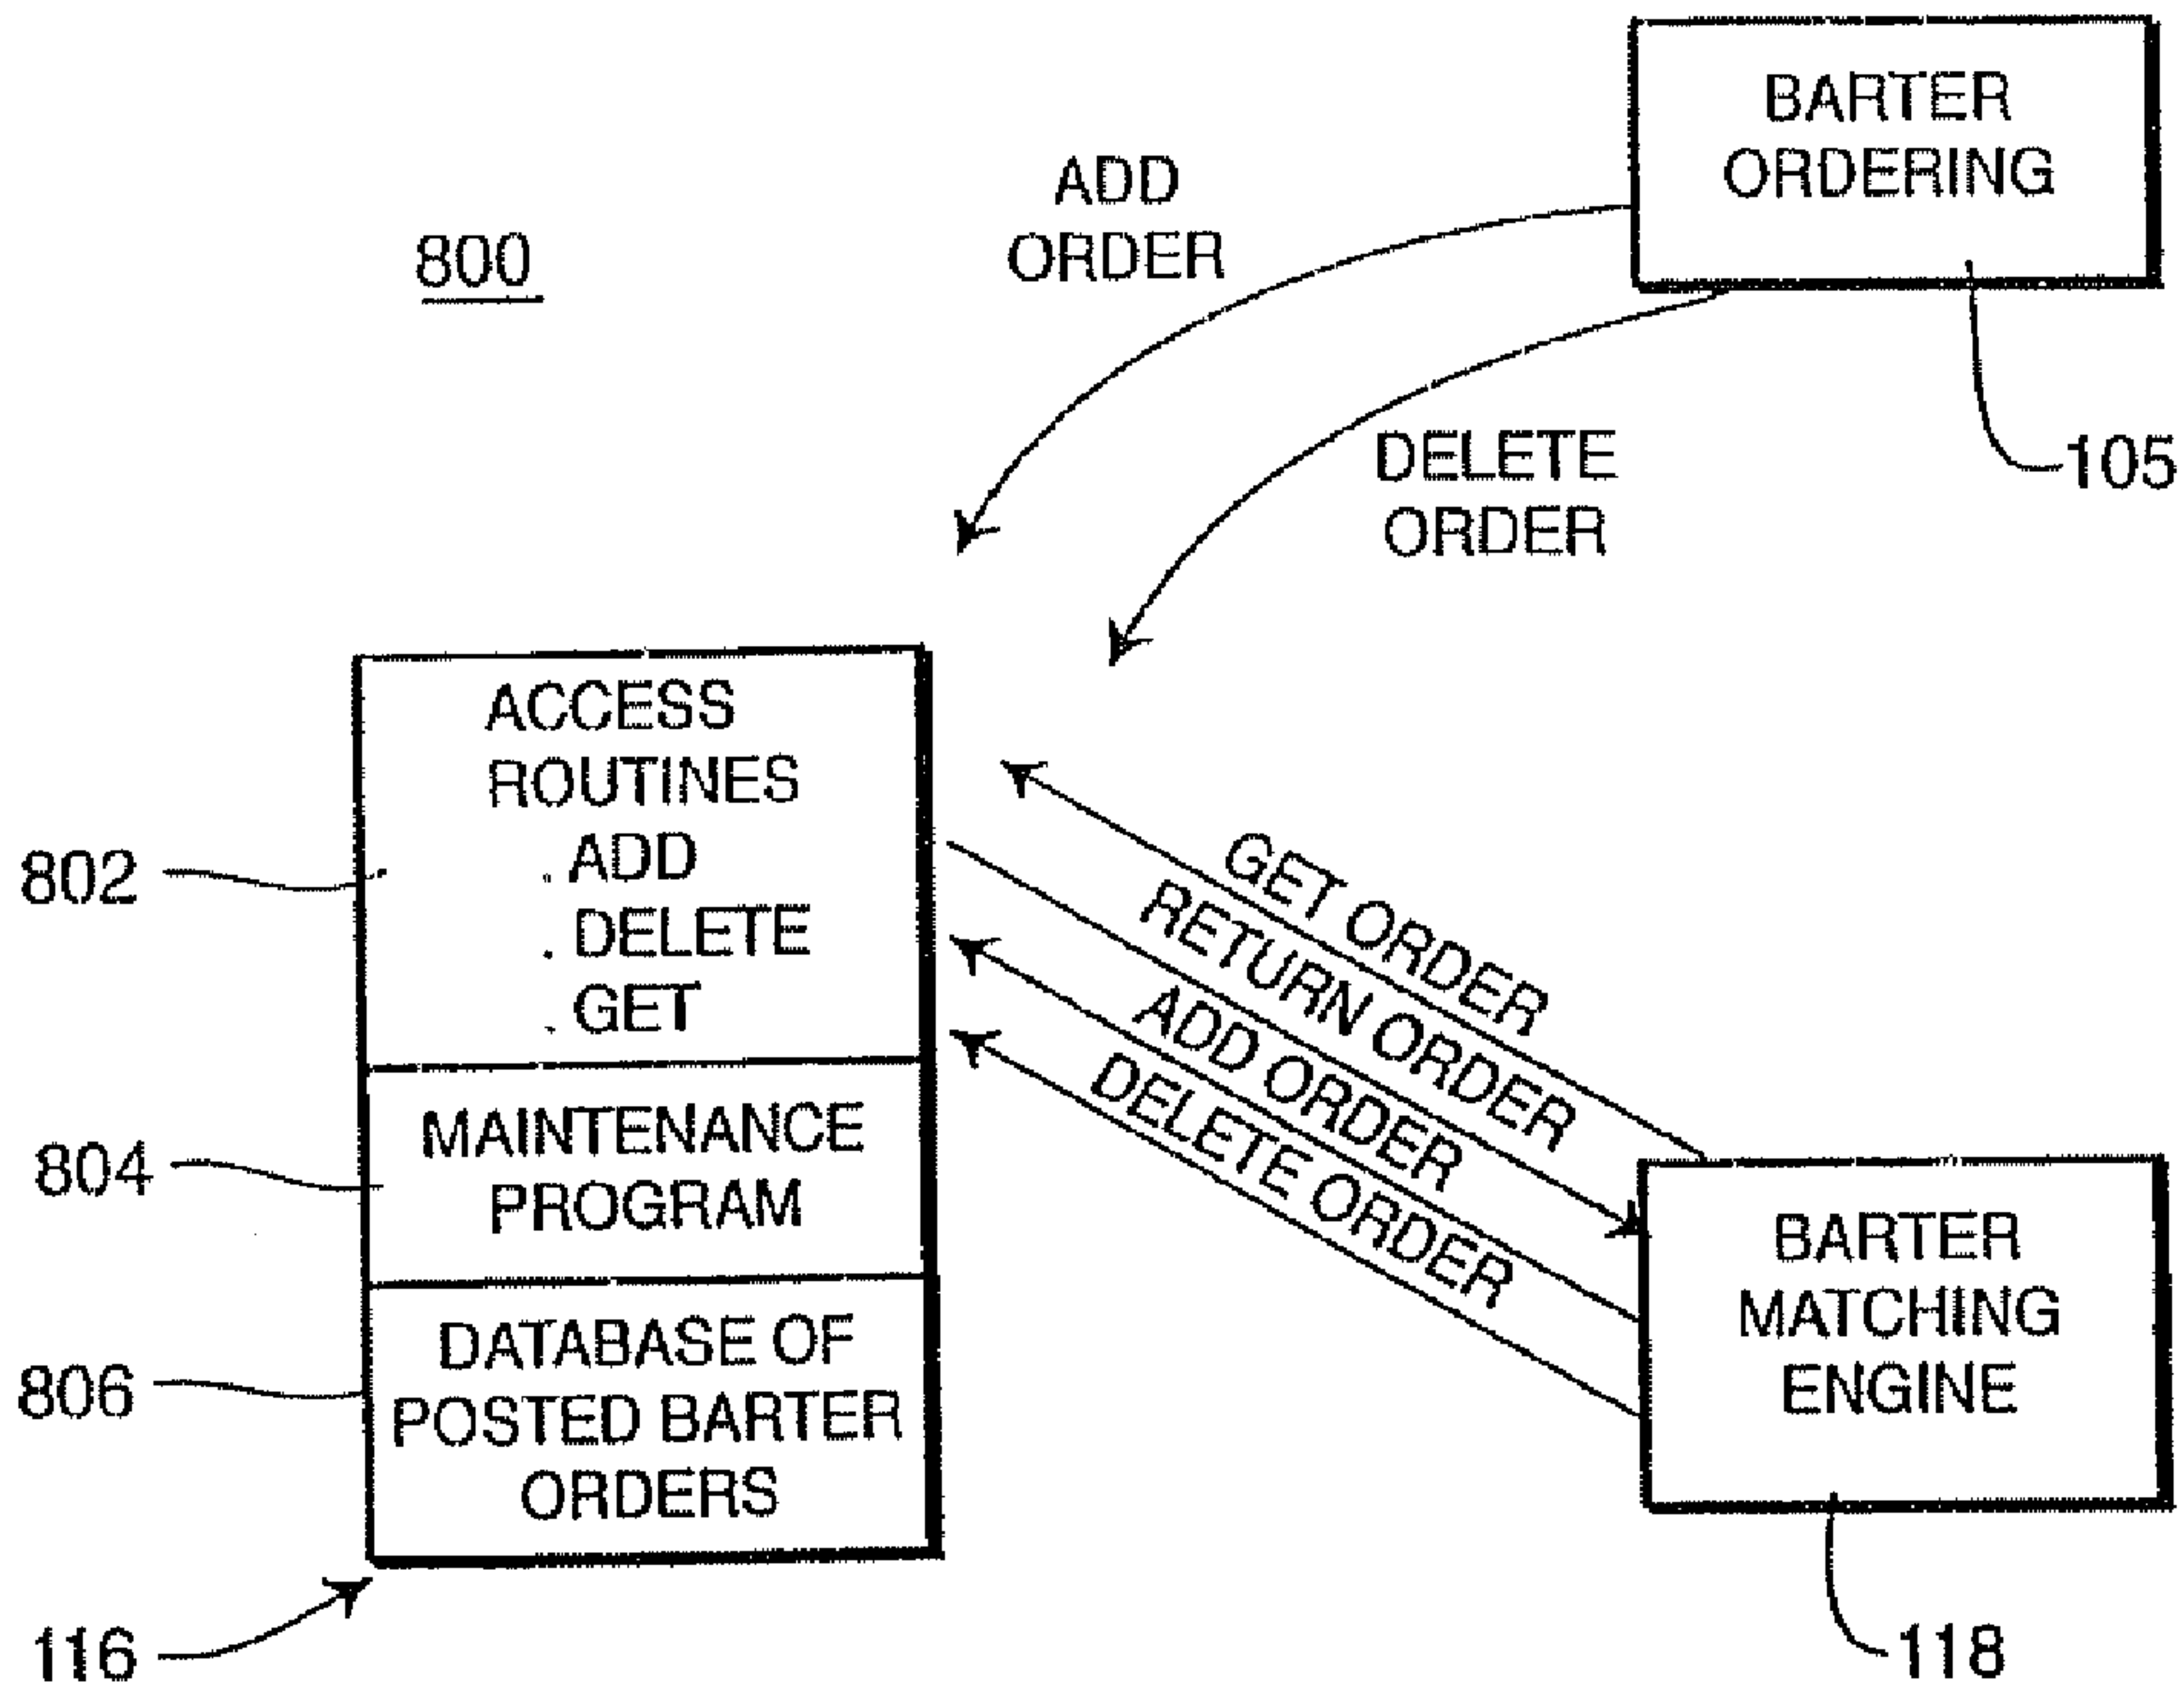 BARTER
ORDERING
105
ADD
ORDER
800
DELETE
ORDER
ACCESS
ROUTINES
. ADD
. DELETE
. GET
802
MAINTENANCE
PROGRAM
804
DATABASE OF
POSTED BARTER
ORDERS
806
116
GET ORDER
RETURN ORDER
ADD ORDER
DELETE ORDER
BARTER
MATCHING
ENGINE
118